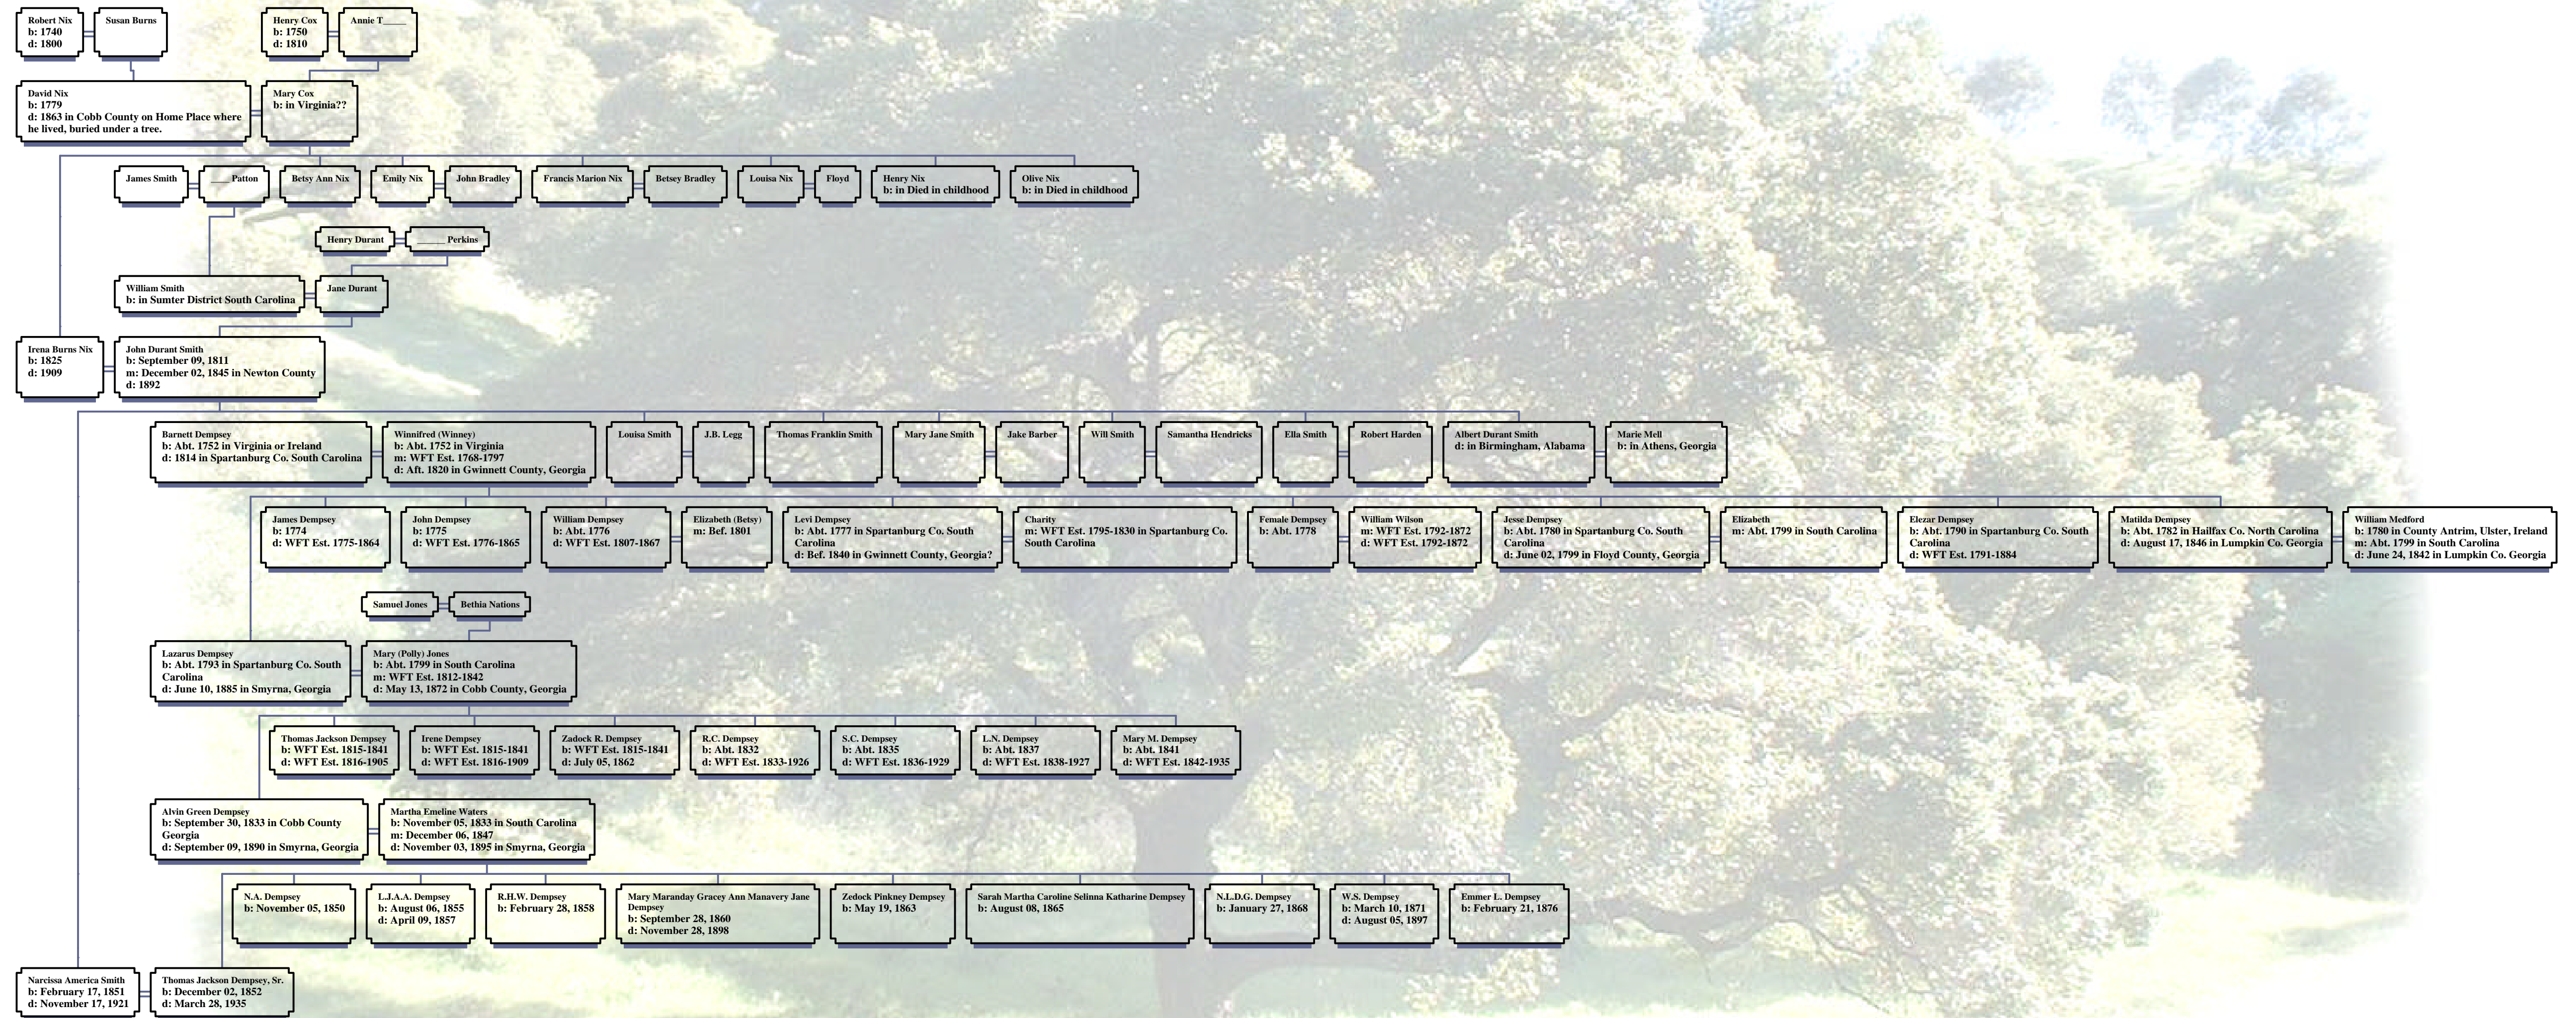 Robert Nix
b: 1740
d: 1800
Susan Burns
Henry Cox
b: 1750
d: 1810
Annie T____
David Nix
b: 1779
d: 1863 in Cobb County on Home Place where
he lived, buried under a tree.
Mary Cox
b: in Virginia??
James Smith
____ Patton
Betsy Ann Nix
Emily Nix
John Bradley
Francis Marion Nix
Betsey Bradley
Louisa Nix
Floyd
Henry Nix
b: in Died in childhood
Olive Nix
b: in Died in childhood
Henry Durant
______ Perkins
William Smith
b: in Sumter District South Carolina
Jane Durant
Irena Burns Nix
b: 1825
d: 1909
John Durant Smith
b: September 09, 1811
m: December 02, 1845 in Newton County
d: 1892
Barnett Dempsey
b: Abt. 1752 in Virginia or Ireland
d: 1814 in Spartanburg Co. South Carolina
Winnifred (Winney)
b: Abt. 1752 in Virginia
m: WFT Est. 1768-1797
d: Aft. 1820 in Gwinnett County, Georgia
Louisa Smith
J.B. Legg
Thomas Franklin Smith
Mary Jane Smith
Jake Barber
Will Smith
Samantha Hendricks
Ella Smith
Robert Harden
Albert Durant Smith
d: in Birmingham, Alabama
Marie Mell
b: in Athens, Georgia
James Dempsey
b: 1774
d: WFT Est. 1775-1864
John Dempsey
b: 1775
d: WFT Est. 1776-1865
William Dempsey
b: Abt. 1776
d: WFT Est. 1807-1867
Elizabeth (Betsy)
m: Bef. 1801
Levi Dempsey
b: Abt. 1777 in Spartanburg Co. South
Carolina
d: Bef. 1840 in Gwinnett County, Georgia?
Charity
m: WFT Est. 1795-1830 in Spartanburg Co.
South Carolina
Female Dempsey
b: Abt. 1778
William Wilson
m: WFT Est. 1792-1872
d: WFT Est. 1792-1872
Jesse Dempsey
b: Abt. 1780 in Spartanburg Co. South
Carolina
d: June 02, 1799 in Floyd County, Georgia
Elizabeth
m: Abt. 1799 in South Carolina
Elezar Dempsey
b: Abt. 1790 in Spartanburg Co. South
Carolina
d: WFT Est. 1791-1884
Matilda Dempsey
b: Abt. 1782 in Hailfax Co. North Carolina
d: August 17, 1846 in Lumpkin Co. Georgia
William Medford
b: 1780 in County Antrim, Ulster, Ireland
m: Abt. 1799 in South Carolina
d: June 24, 1842 in Lumpkin Co. Georgia
Samuel Jones
Bethia Nations
Lazarus Dempsey
b: Abt. 1793 in Spartanburg Co. South
Carolina
d: June 10, 1885 in Smyrna, Georgia
Mary (Polly) Jones
b: Abt. 1799 in South Carolina
m: WFT Est. 1812-1842
d: May 13, 1872 in Cobb County, Georgia
Thomas Jackson Dempsey
b: WFT Est. 1815-1841
d: WFT Est. 1816-1905
Irene Dempsey
b: WFT Est. 1815-1841
d: WFT Est. 1816-1909
Zadock R. Dempsey
b: WFT Est. 1815-1841
d: July 05, 1862
R.C. Dempsey
b: Abt. 1832
d: WFT Est. 1833-1926
S.C. Dempsey
b: Abt. 1835
d: WFT Est. 1836-1929
L.N. Dempsey
b: Abt. 1837
d: WFT Est. 1838-1927
Mary M. Dempsey
b: Abt. 1841
d: WFT Est. 1842-1935
Alvin Green Dempsey
b: September 30, 1833 in Cobb County
Georgia
d: September 09, 1890 in Smyrna, Georgia
Martha Emeline Waters
b: November 05, 1833 in South Carolina
m: December 06, 1847
d: November 03, 1895 in Smyrna, Georgia
N.A. Dempsey
b: November 05, 1850
L.J.A.A. Dempsey
b: August 06, 1855
d: April 09, 1857
R.H.W. Dempsey
b: February 28, 1858
Mary Maranday Gracey Ann Manavery Jane
Dempsey
b: September 28, 1860
d: November 28, 1898
Zedock Pinkney Dempsey
b: May 19, 1863
Sarah Martha Caroline Selinna Katharine Dempsey
b: August 08, 1865
N.L.D.G. Dempsey
b: January 27, 1868
W.S. Dempsey
b: March 10, 1871
d: August 05, 1897
Emmer L. Dempsey
b: February 21, 1876
Narcissa America Smith
b: February 17, 1851
d: November 17, 1921
Thomas Jackson Dempsey, Sr.
b: December 02, 1852
d: March 28, 1935